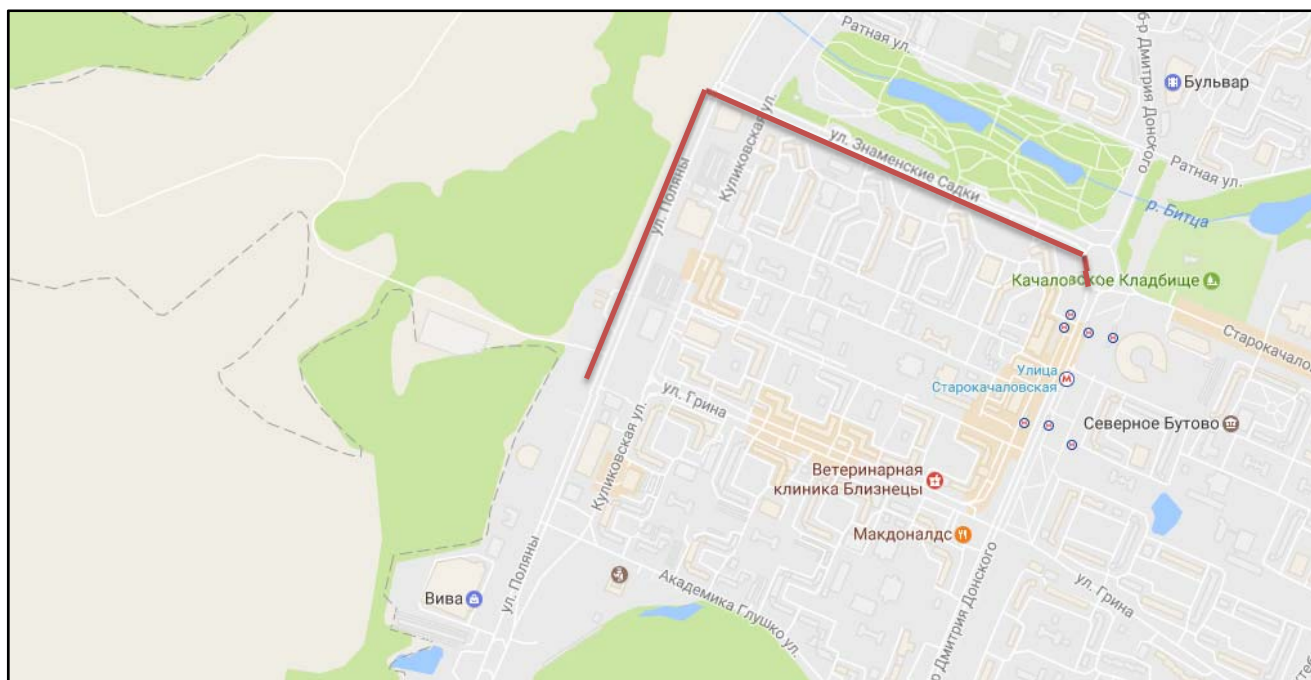 Ратная ул.
б-р Дмитрия Донского
Бульвар
ул. Знаменские Садки
Куликовская ул.
ул. Поляны
Ратная ул.
р. Битца
Качаловское Кладбище
Старокачалов
Улица
Старокачаловская
ул. Грина
Северное Бутово
Куликовская ул.
Ветеринарная
клиника Близнецы
Макдоналдс
ул. Поляны
Вива
Академика Глушко ул.
р Дмитрия Донского
ул. Грина